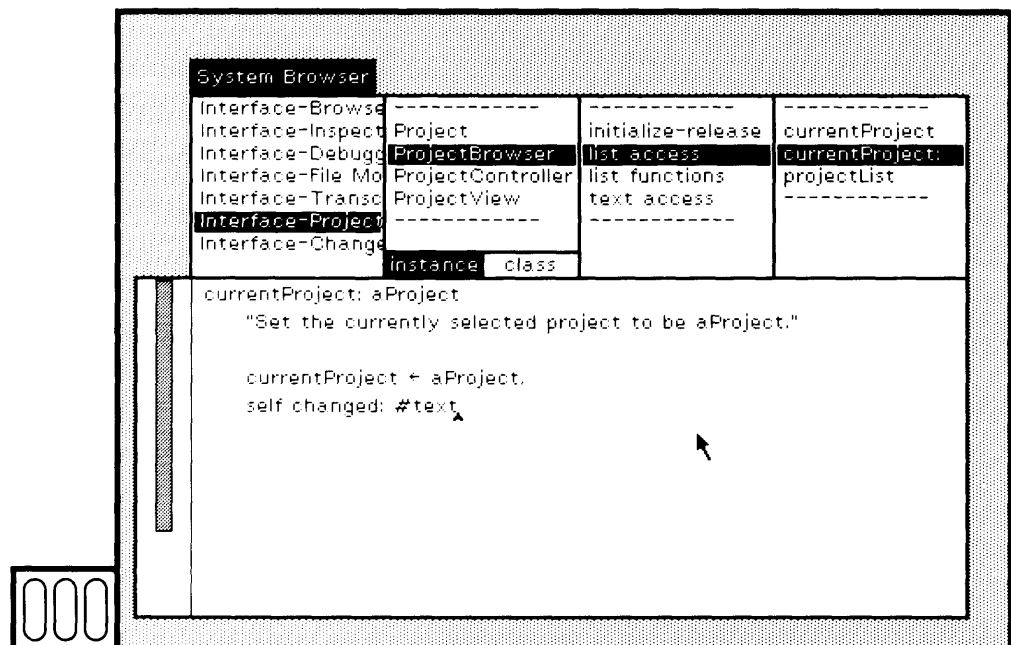 System Browser
Interface-Browse
Interface-Inspect
Interface-Debugg
Interface-File Mo
Interface-Transc
Interface-Project
Interface-Change
------------
Project
ProjectBrowser
ProjectController
ProjectView
------------
instance class
------------
initialize-release
list access
list functions
text access
------------
------------
currentProject
currentProject:
projectList
------------
currentProject: aProject
"Set the currently selected project to be aProject."
currentProject ← aProject.
self changed: #text